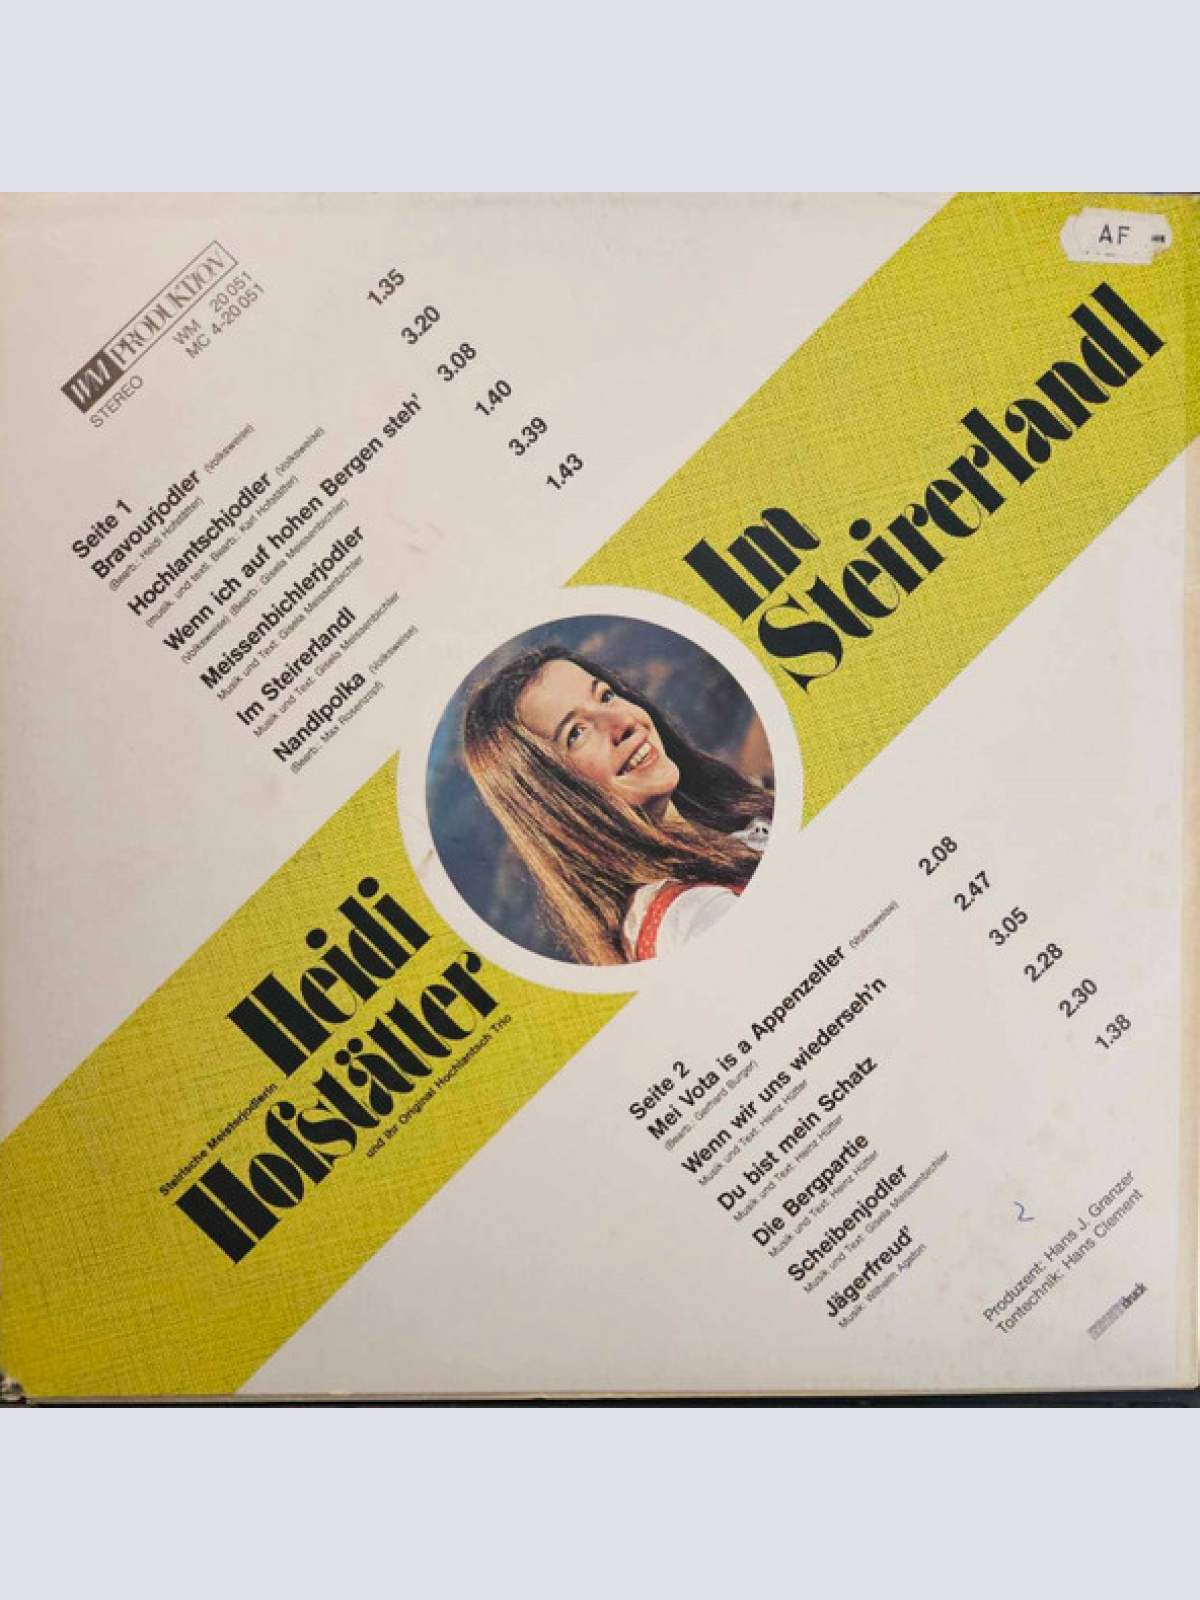 WM PRODUKTION
STEREO WM 20 051
MC 4-20 051
Seite 1
Bravourjodler (Volksweise) 1.35
(Bearb.: Heidi Hofstätter)
Hochlantschjodler (Volksweise) 3.20
(musik. und textl. Bearb.: Karl Hofstätter)
Wenn ich auf hohen Bergen steh' 3.08
(Volksweise) (Bearb.: Gisela Meissenbichler)
Meissenbichlerjodler 1.40
Musik und Text: Gisela Meissenbichler
Im Steirerlandl 3.39
Musik und Text: Gisela Meissenbichler
Nandlpolka (Volksweise) 1.43
(Bearb.: Max Rosenzopf)
AF
Im
Steirerlandl
Steirische Meisterjodlerin
Heidi
Hofstätter
und ihr Original Hochlantsch Trio
Seite 2
Mei Vota is a Appenzeller (Volksweise) 2.08
(Bearb.: Gerhard Burger)
Wenn wir uns wiederseh'n 2.47
Musik und Text: Heinz Hütter
Du bist mein Schatz 3.05
Musik und Text: Heinz Hütter
Die Bergpartie 2.28
Musik und Text: Heinz Hütter
Scheibenjodler 2.30
Musik und Text: Gisela Meissenbichler
Jägerfreud' 1.38
Musik: Wilhelm Agston
2
Produzent: Hans J. Granzer
Tontechnik: Hans Clement
druck